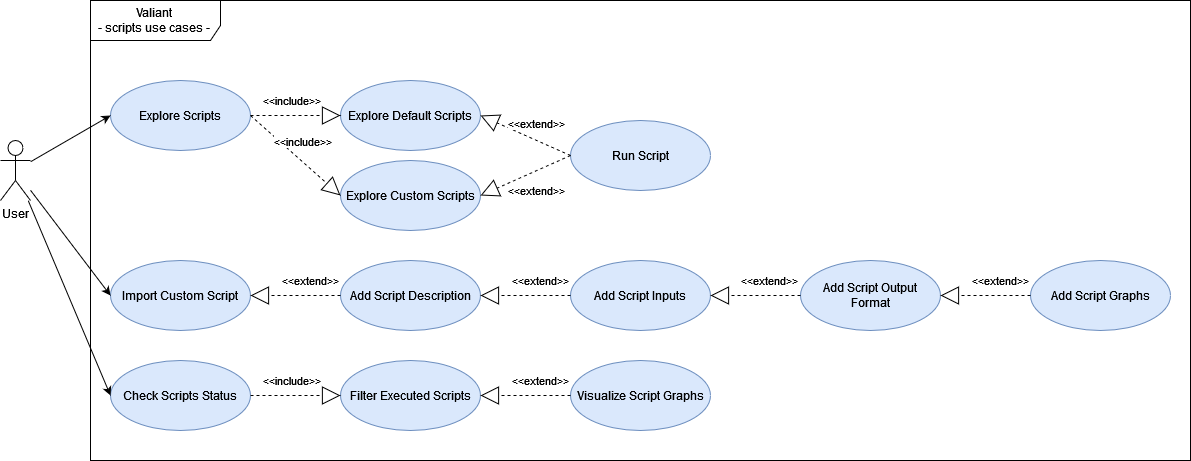 Valiant
- scripts use cases -
Explore Scripts
<<include>>
Explore Default Scripts
<<extend>>
<<include>>
Run Script
Explore Custom Scripts
<<extend>>
User
Import Custom Script
<<extend>>
Add Script Description
<<extend>>
Add Script Inputs
<<extend>>
Add Script Output
Format
<<extend>>
Add Script Graphs
Check Scripts Status
<<include>>
Filter Executed Scripts
<<extend>>
Visualize Script Graphs